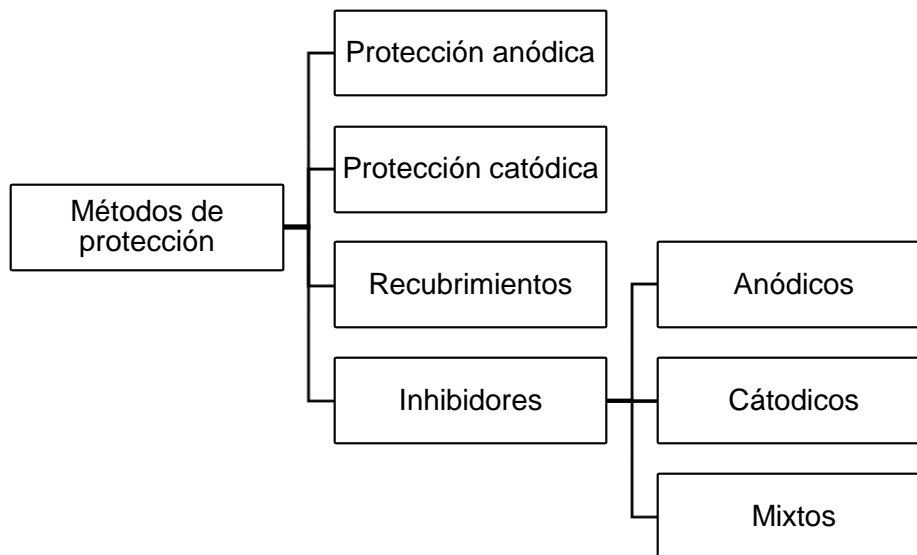 Métodos de
protección
Protección anódica
Protección catódica
Recubrimientos
Inhibidores
Anódicos
Cátodicos
Mixtos